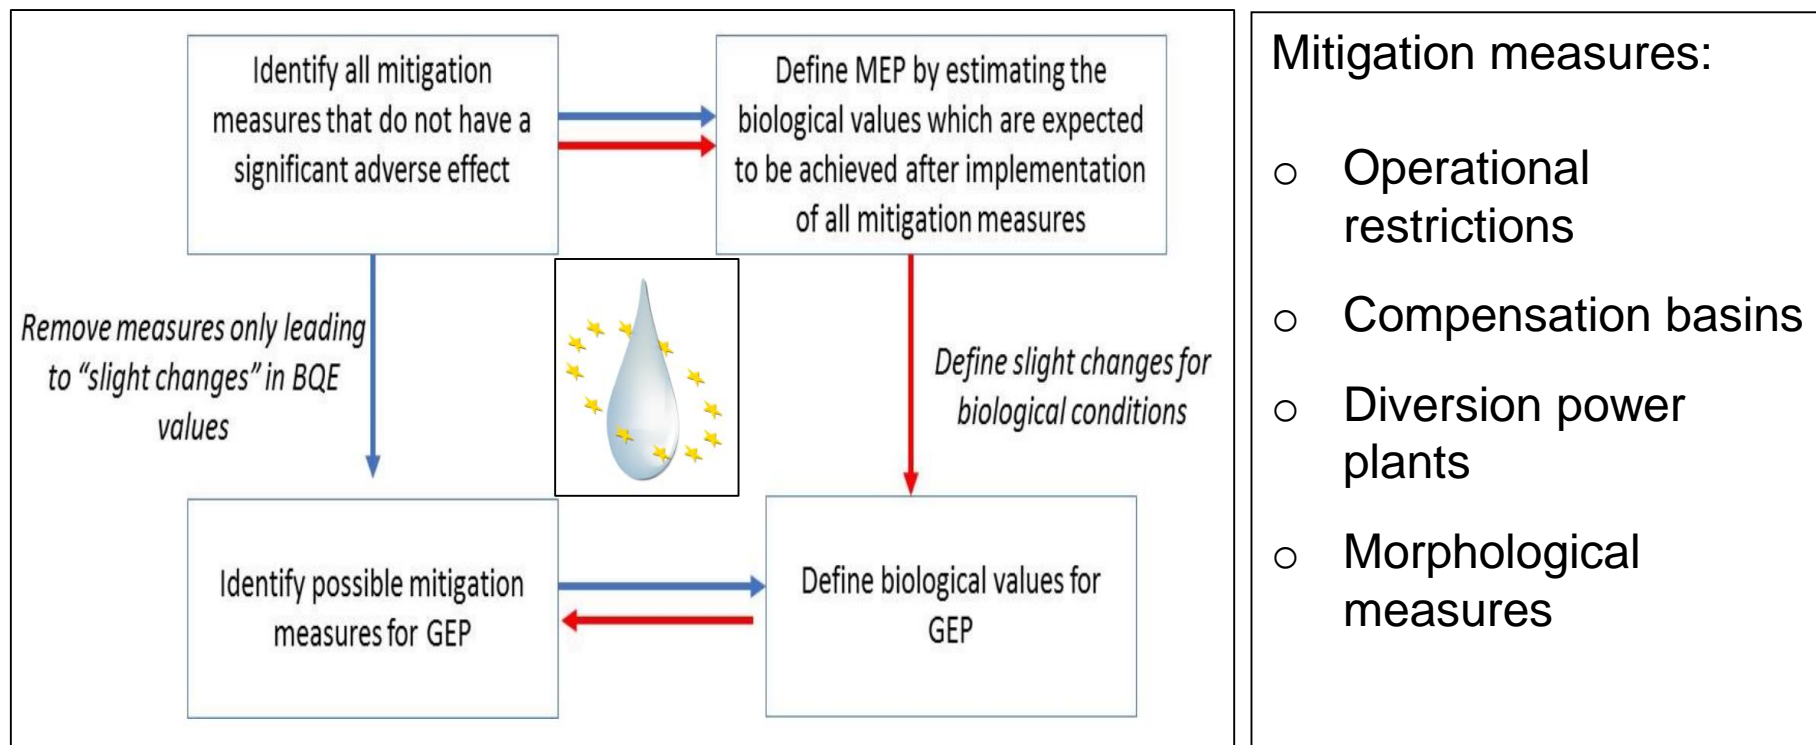 Identify all mitigation
measures that do not have a
significant adverse effect
Define MEP by estimating the
biological values which are expected
to be achieved after implementation
of all mitigation measures
Remove measures only leading
to “slight changes” in BQE
values
Define slight changes for
biological conditions
Identify possible mitigation
measures for GEP
Define biological values for
GEP
Mitigation measures:
o Operational
restrictions
o Compensation basins
o Diversion power
plants
o Morphological
measures